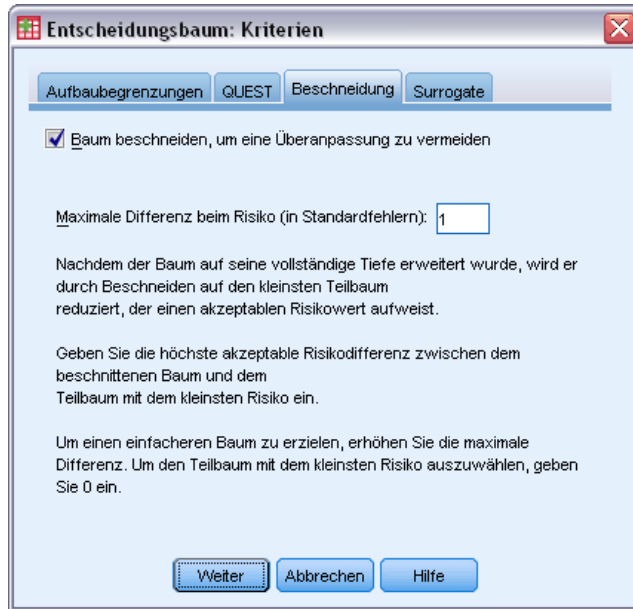 Entscheidungsbaum: Kriterien
Aufbaubegrenzungen QUEST Beschneidung Surrogate
Baum beschneiden, um eine Überanpassung zu vermeiden
Maximale Differenz beim Risiko (in Standardfehlern): 1
Nachdem der Baum auf seine vollständige Tiefe erweitert wurde, wird er
durch Beschneiden auf den kleinsten Teilbaum
reduziert, der einen akzeptablen Risikowert aufweist.
Geben Sie die höchste akzeptable Risikodifferenz zwischen dem
beschnittenen Baum und dem
Teilbaum mit dem kleinsten Risiko ein.
Um einen einfacheren Baum zu erzielen, erhöhen Sie die maximale
Differenz. Um den Teilbaum mit dem kleinsten Risiko auszuwählen, geben
Sie 0 ein.
Weiter Abbrechen Hilfe